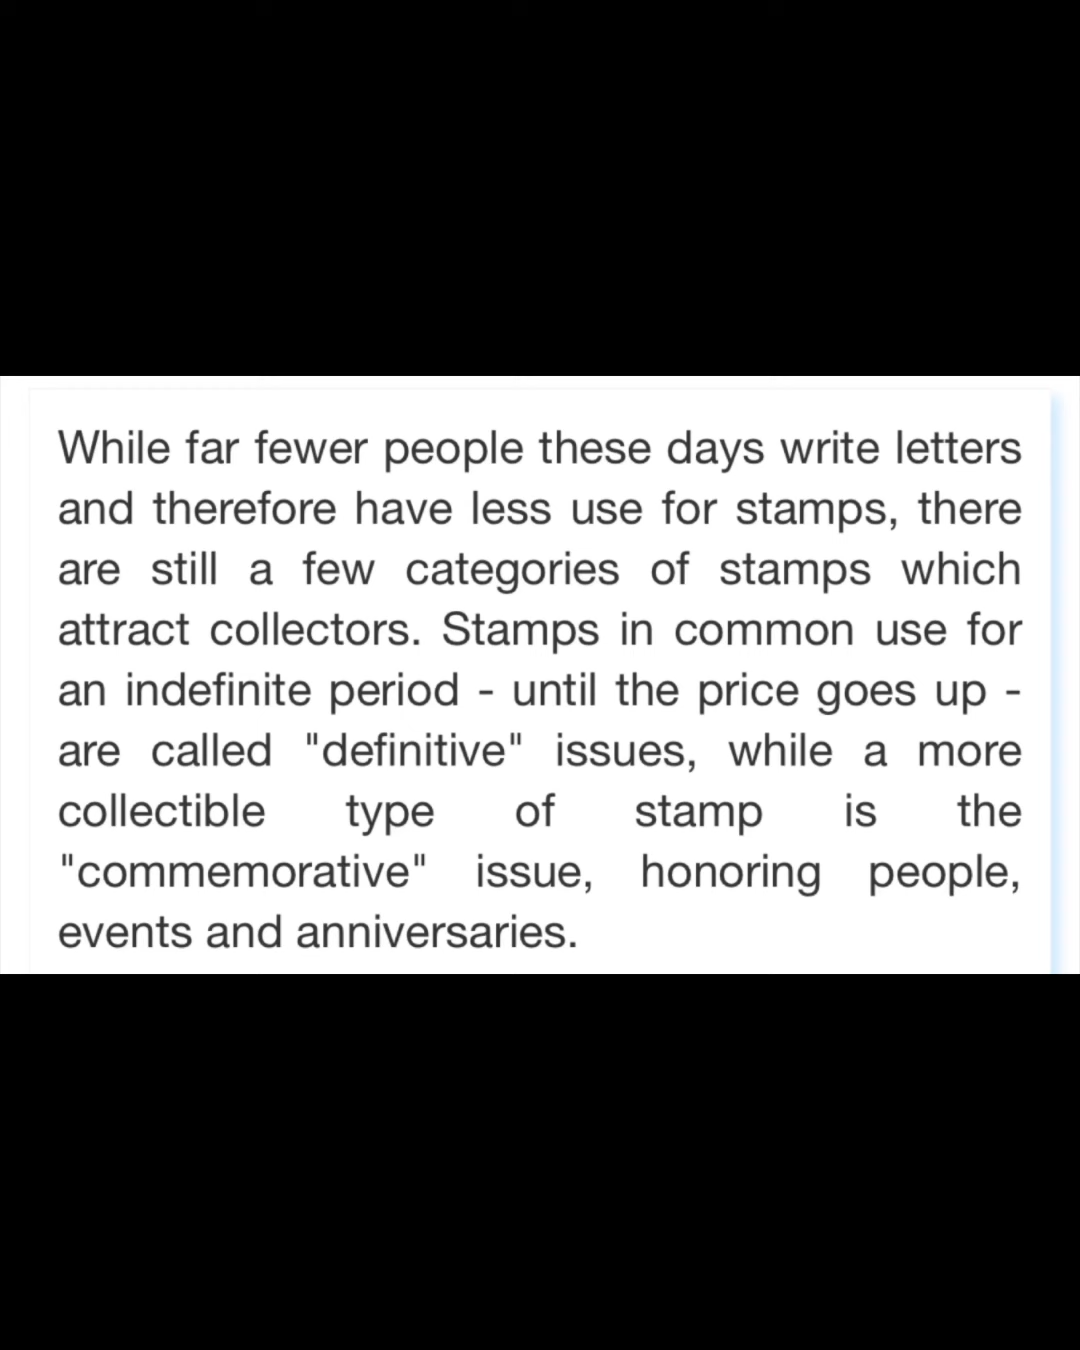 While far fewer people these days write letters
and therefore have less use for stamps, there
are still a few categories of stamps which
attract collectors. Stamps in common use for
an indefinite period - until the price goes up -
are called "definitive" issues, while a more
collectible type of stamp is the
"commemorative" issue, honoring people,
events and anniversaries.